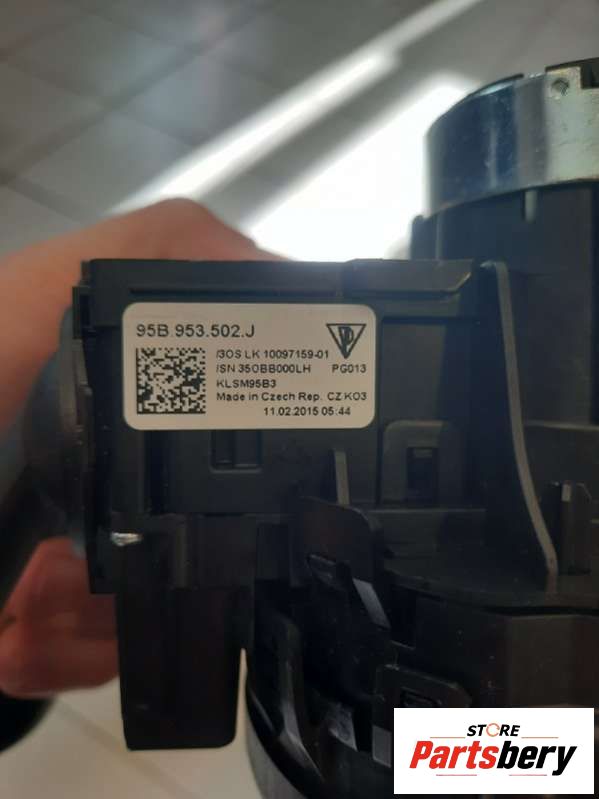 95B.953.502.J
/3OS LK 10097159-01
/SN 35OBB000LH PG013
KLSM95B3
Made in Czech Rep. CZ KO3
11.02.2015 05:44
STORE
Partsbery